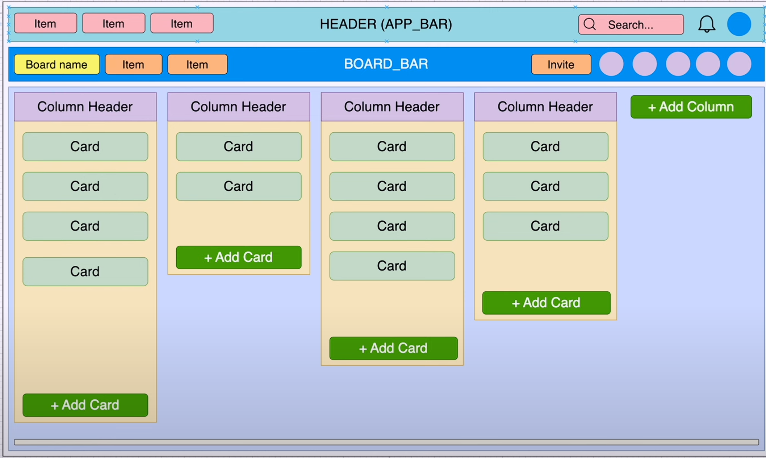 Item Item Item HEADER (APP_BAR) Search...
Board name Item Item BOARD_BAR Invite
Column Header Column Header Column Header Column Header + Add Column
Card Card Card Card
Card Card Card Card
Card Card Card
Card Card
+ Add Card
+ Add Card
+ Add Card
+ Add Card